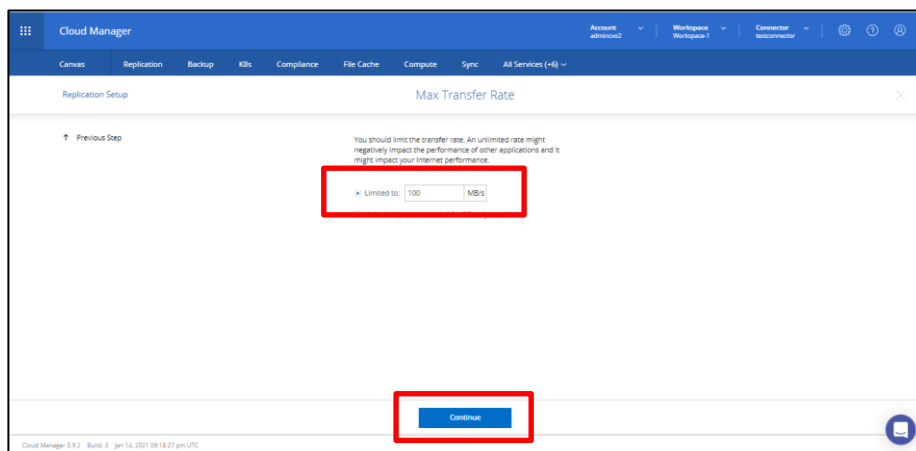 Cloud Manager
Account
admincvo2
Workspace
Workspace-1
Connector
testconnector
Canvas Replication Backup K8s Compliance File Cache Compute Sync All Services (+6)
Replication Setup
Max Transfer Rate
↑ Previous Step
You should limit the transfer rate. An unlimited rate might
negatively impact the performance of other applications and it
might impact your Internet performance.
Limited to: 100 MB/s
Continue
Cloud Manager 3.9.2 Build: 3 Jan 14, 2021 09:18:27 pm UTC